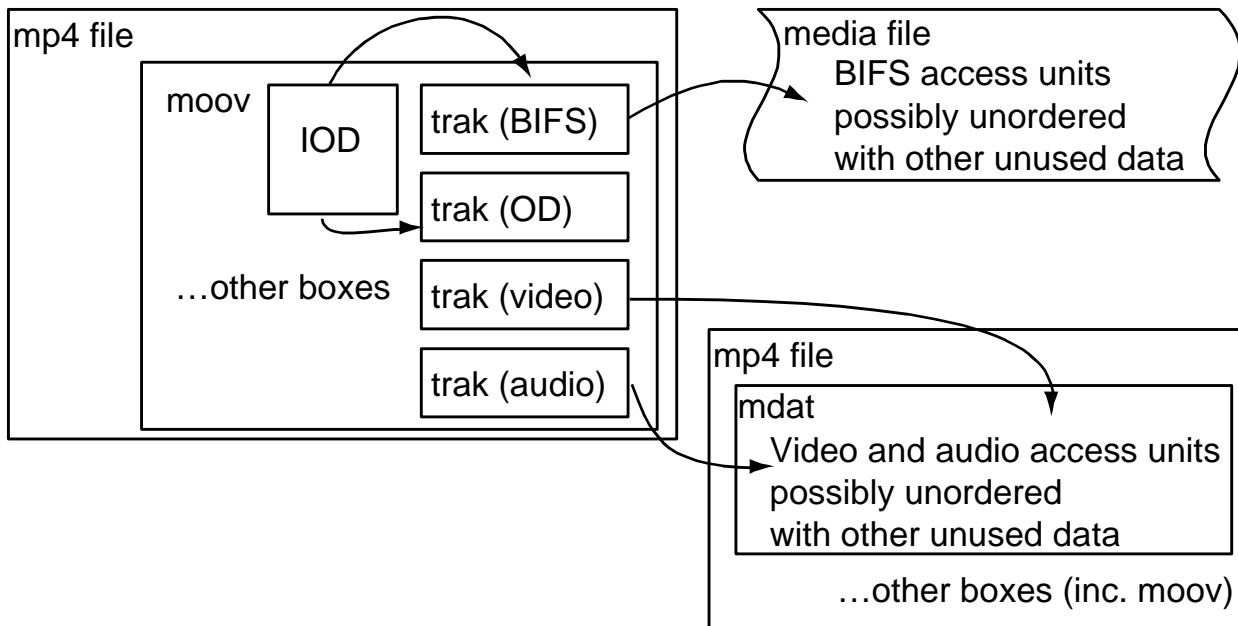 mp4 file
moov
IOD
trak (BIFS)
trak (OD)
…other boxes
trak (video)
trak (audio)
media file
BIFS access units
possibly unordered
with other unused data
mp4 file
mdat
Video and audio access units
possibly unordered
with other unused data
…other boxes (inc. moov)